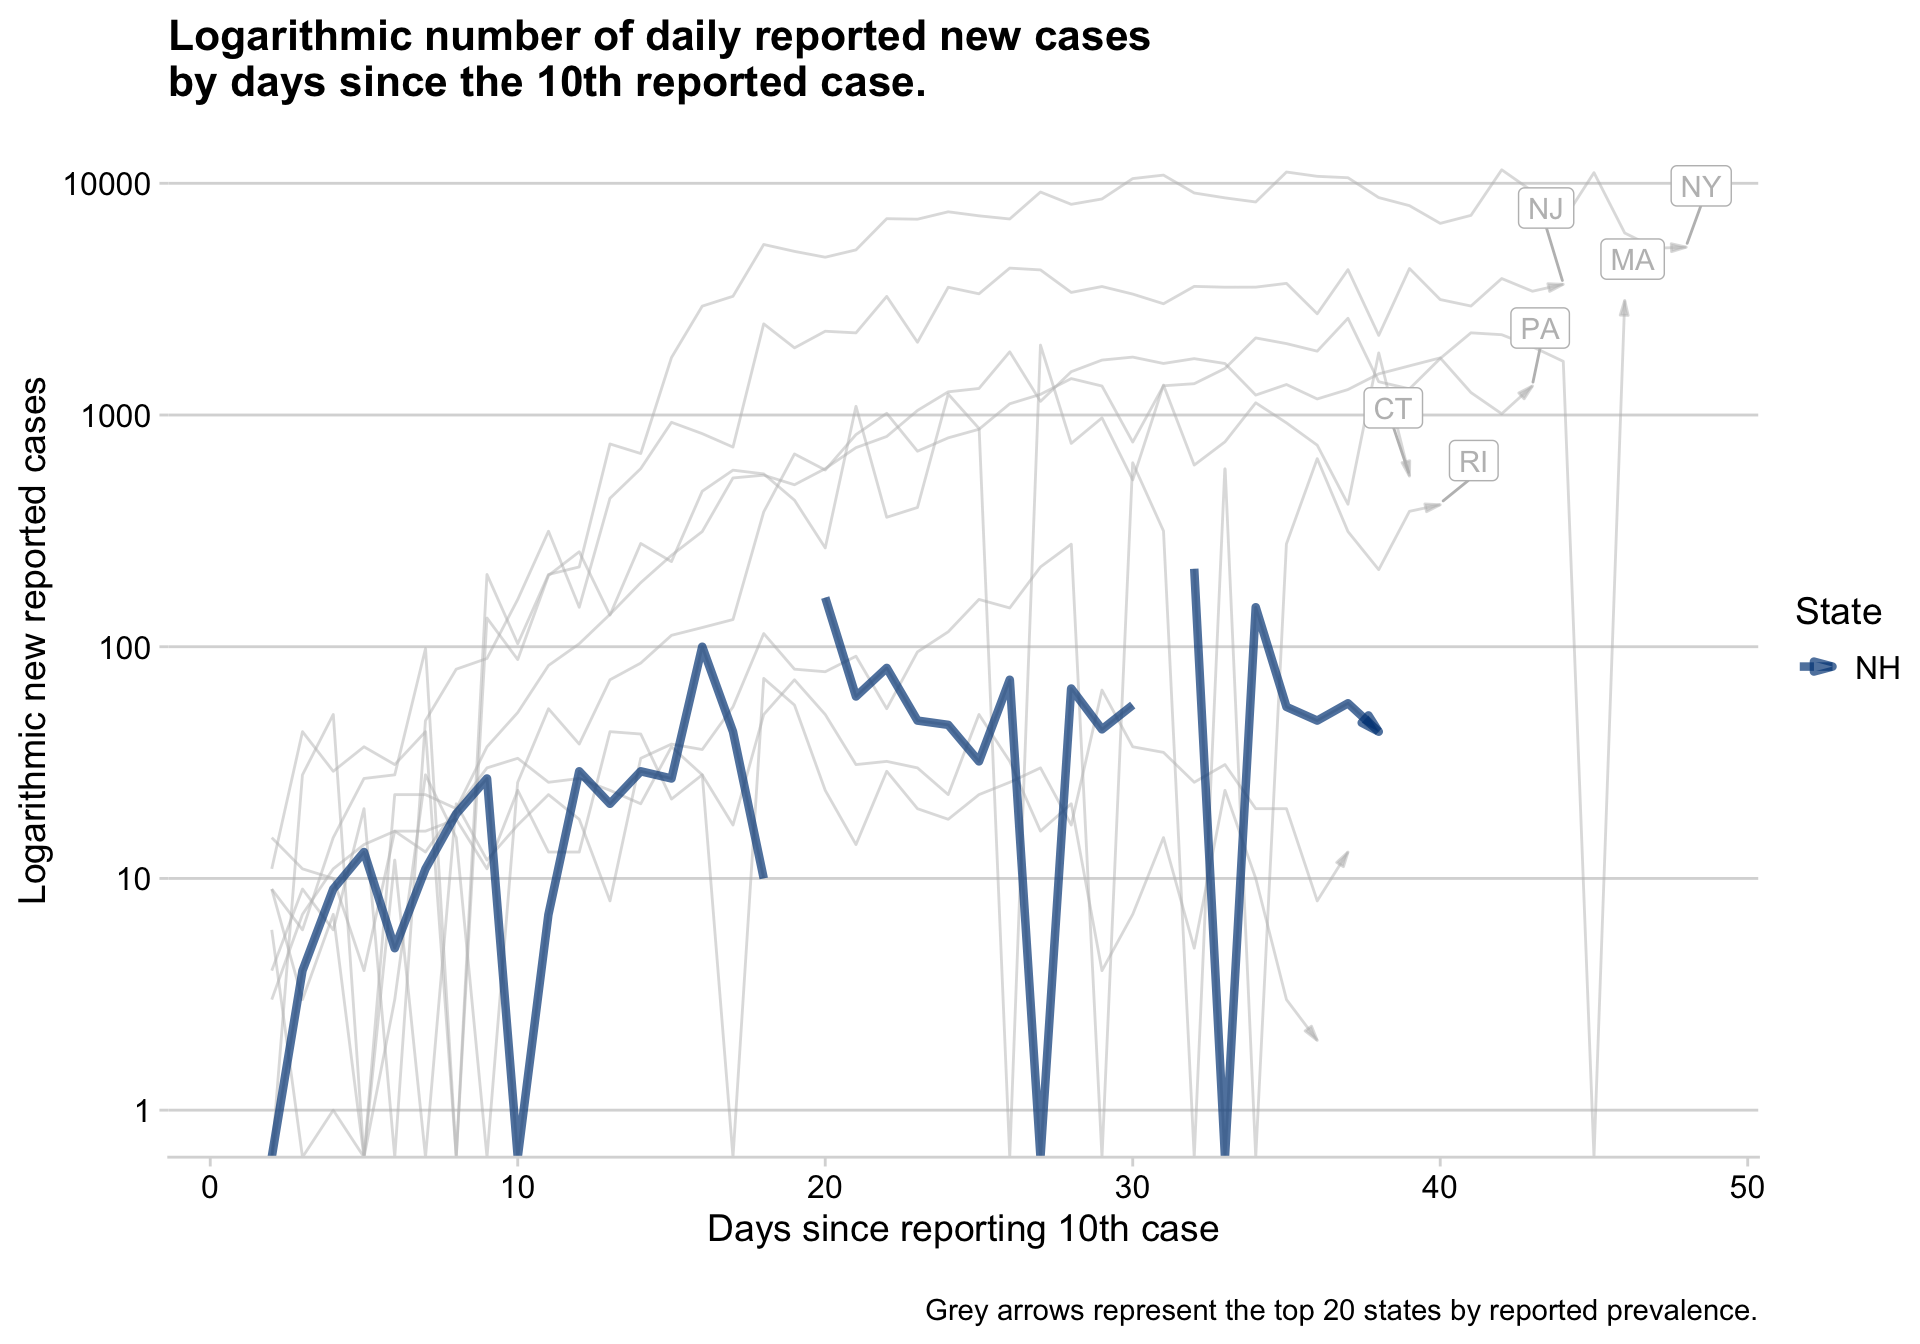 Logarithmic number of daily reported new cases
by days since the 10th reported case.
Logarithmic new reported cases
10000
1000
100
10
1
NY
NJ
MA
PA
CT
RI
State
NH
0 10 20 30 40 50
Days since reporting 10th case
Grey arrows represent the top 20 states by reported prevalence.